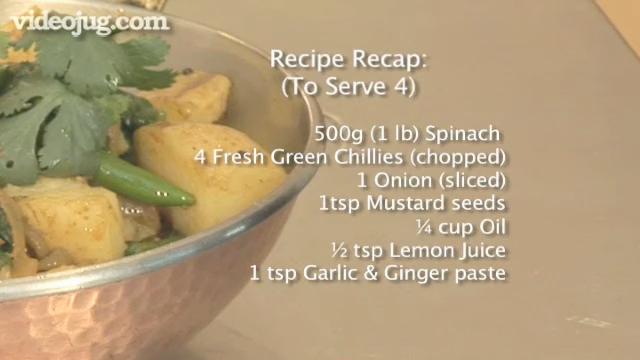 videojug.com
Recipe Recap:
(To Serve 4)
500g (1 lb) Spinach
4 Fresh Green Chillies (chopped)
1 Onion (sliced)
1tsp Mustard seeds
¼ cup Oil
½ tsp Lemon Juice
1 tsp Garlic & Ginger paste